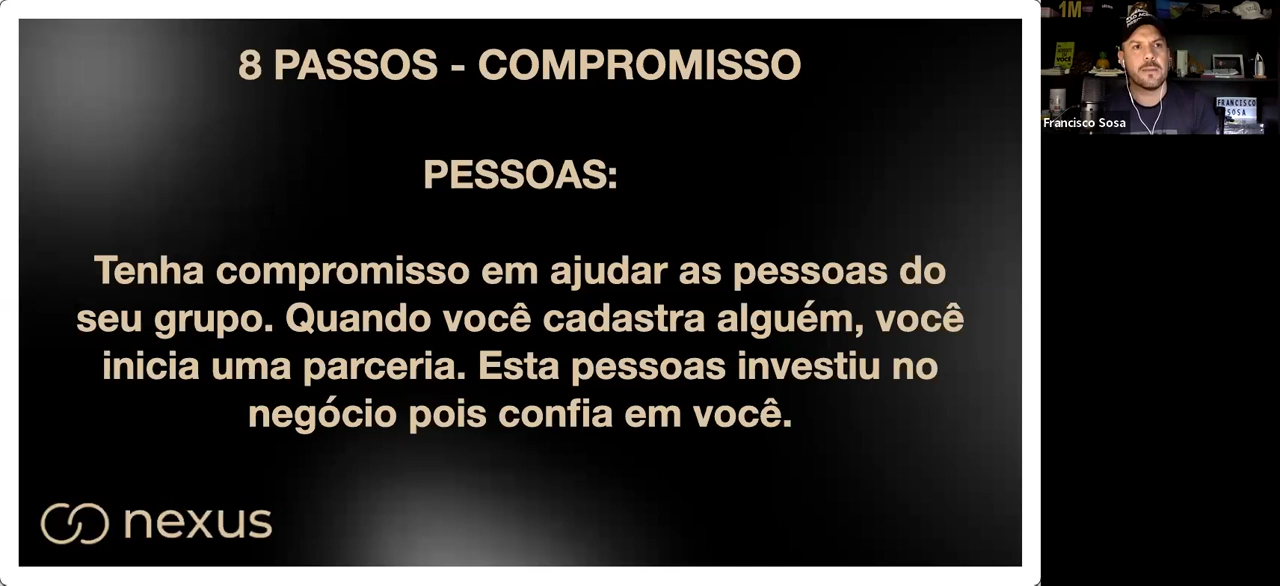 8 PASSOS - COMPROMISSO
PESSOAS:
Tenha compromisso em ajudar as pessoas do
seu grupo. Quando você cadastra alguém, você
inicia uma parceria. Esta pessoas investiu no
negócio pois confia em você.
nexus
1M
FRANCISCO
SOSA
Francisco Sosa